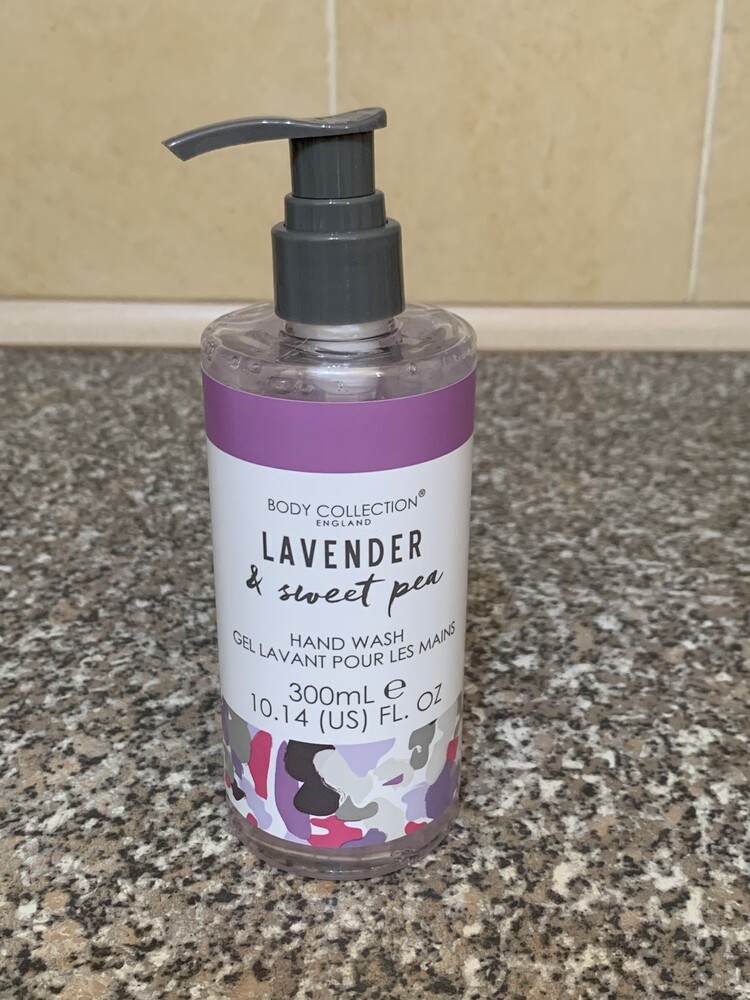 BODY COLLECTION®
ENGLAND
LAVENDER
& sweet pea
HAND WASH
GEL LAVANT POUR LES MAINS
300mL ℮
10.14 (US) FL. OZ